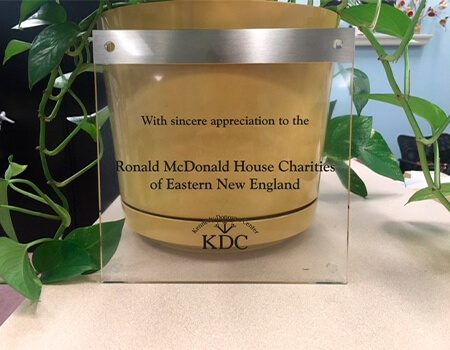 With sincere appreciation to the
Ronald McDonald House Charities
of Eastern New England
KDC